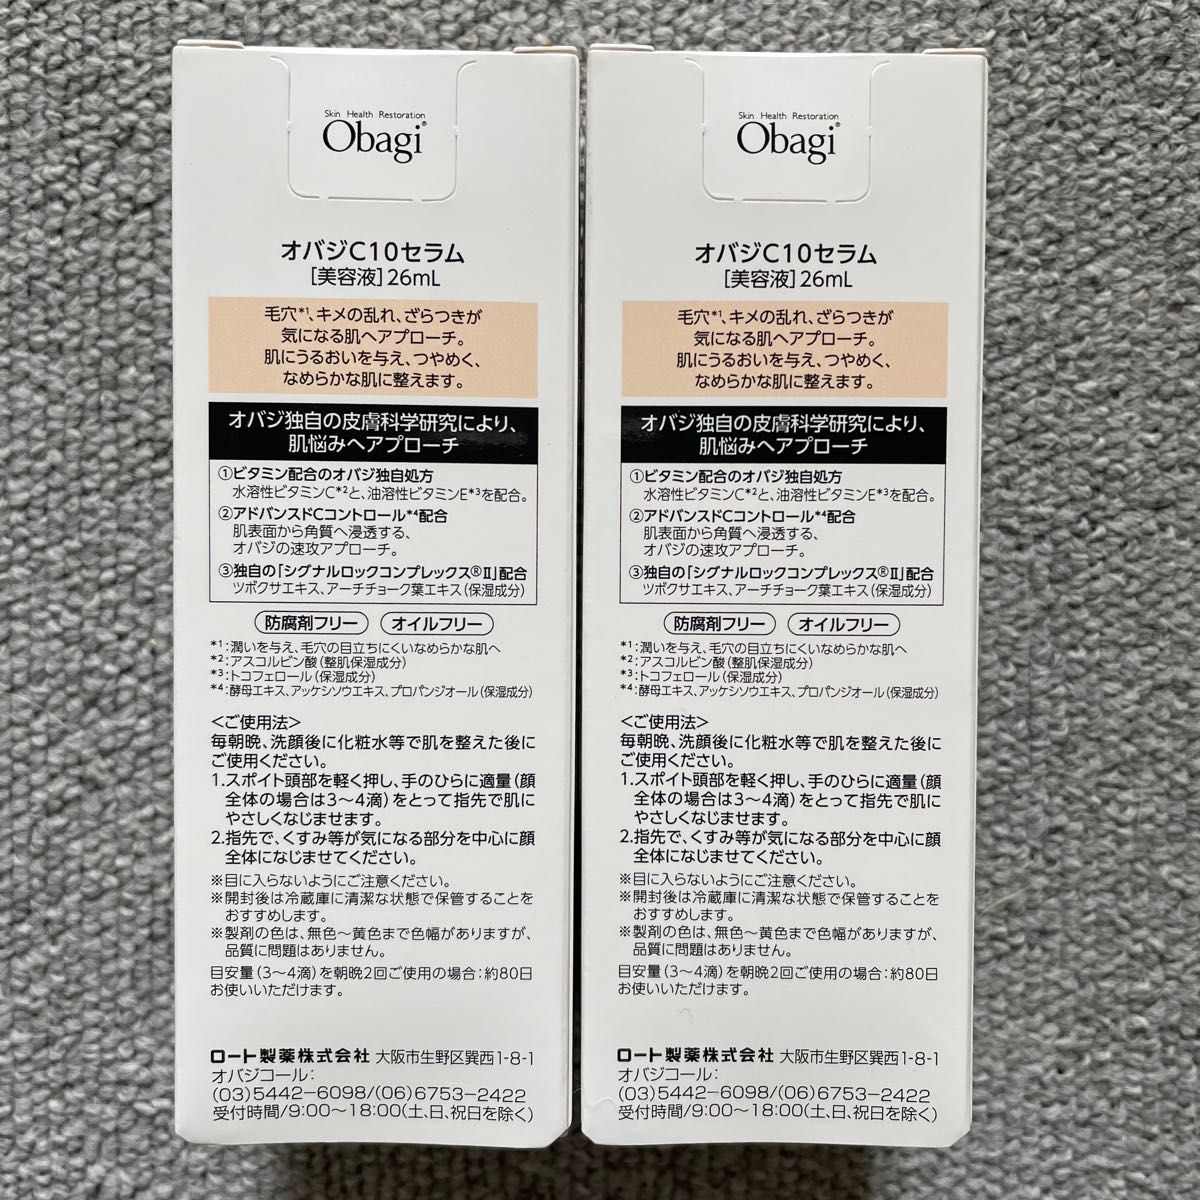 Skin Health Restoration
Obagi®
オバジC10セラム
[美容液]26mL
毛穴*1、キメの乱れ、ざらつきが
気になる肌へアプローチ。
肌にうるおいを与え、つやめく、
なめらかな肌に整えます。
オバジ独自の皮膚科学研究により、
肌悩みへアプローチ
①ビタミン配合のオバジ独自処方
水溶性ビタミンC*2と、油溶性ビタミンE*3を配合。
②アドバンスドCコントロール*4配合
肌表面から角質へ浸透する、
オバジの速攻アプローチ。
③独自の「シグナルロックコンプレックス®Ⅱ」配合
ツボクサエキス、アーチチョーク葉エキス(保湿成分)
防腐剤フリー オイルフリー
*1:潤いを与え、毛穴の目立ちにくいなめらかな肌へ
*2:アスコルビン酸(整肌保湿成分)
*3:トコフェロール(保湿成分)
*4:酵母エキス、アッケシソウエキス、プロパンジオール(保湿成分)
<ご使用法>
毎朝晩、洗顔後に化粧水等で肌を整えた後に
ご使用ください。
1.スポイト頭部を軽く押し、手のひらに適量(顔
全体の場合は3〜4滴)をとって指先で肌に
やさしくなじませます。
2.指先で、くすみ等が気になる部分を中心に顔
全体になじませてください。
※目に入らないようにご注意ください。
※開封後は冷蔵庫に清潔な状態で保管することを
おすすめします。
※製剤の色は、無色〜黄色まで色幅がありますが、
品質に問題はありません。
目安量(3〜4滴)を朝晩2回ご使用の場合:約80日
お使いいただけます。
ロート製薬株式会社 大阪市生野区巽西1-8-1
オバジコール:
(03)5442-6098/(06)6753-2422
受付時間/9:00〜18:00(土、日、祝日を除く)
Skin Health Restoration
Obagi®
オバジC10セラム
[美容液]26mL
毛穴*1、キメの乱れ、ざらつきが
気になる肌へアプローチ。
肌にうるおいを与え、つやめく、
なめらかな肌に整えます。
オバジ独自の皮膚科学研究により、
肌悩みへアプローチ
①ビタミン配合のオバジ独自処方
水溶性ビタミンC*2と、油溶性ビタミンE*3を配合。
②アドバンスドCコントロール*4配合
肌表面から角質へ浸透する、
オバジの速攻アプローチ。
③独自の「シグナルロックコンプレックス®Ⅱ」配合
ツボクサエキス、アーチチョーク葉エキス(保湿成分)
防腐剤フリー オイルフリー
*1:潤いを与え、毛穴の目立ちにくいなめらかな肌へ
*2:アスコルビン酸(整肌保湿成分)
*3:トコフェロール(保湿成分)
*4:酵母エキス、アッケシソウエキス、プロパンジオール(保湿成分)
<ご使用法>
毎朝晩、洗顔後に化粧水等で肌を整えた後に
ご使用ください。
1.スポイト頭部を軽く押し、手のひらに適量(顔
全体の場合は3〜4滴)をとって指先で肌に
やさしくなじませます。
2.指先で、くすみ等が気になる部分を中心に顔
全体になじませてください。
※目に入らないようにご注意ください。
※開封後は冷蔵庫に清潔な状態で保管することを
おすすめします。
※製剤の色は、無色〜黄色まで色幅がありますが、
品質に問題はありません。
目安量(3〜4滴)を朝晩2回ご使用の場合:約80日
お使いいただけます。
ロート製薬株式会社 大阪市生野区巽西1-8-1
オバジコール:
(03)5442-6098/(06)6753-2422
受付時間/9:00〜18:00(土、日、祝日を除く)